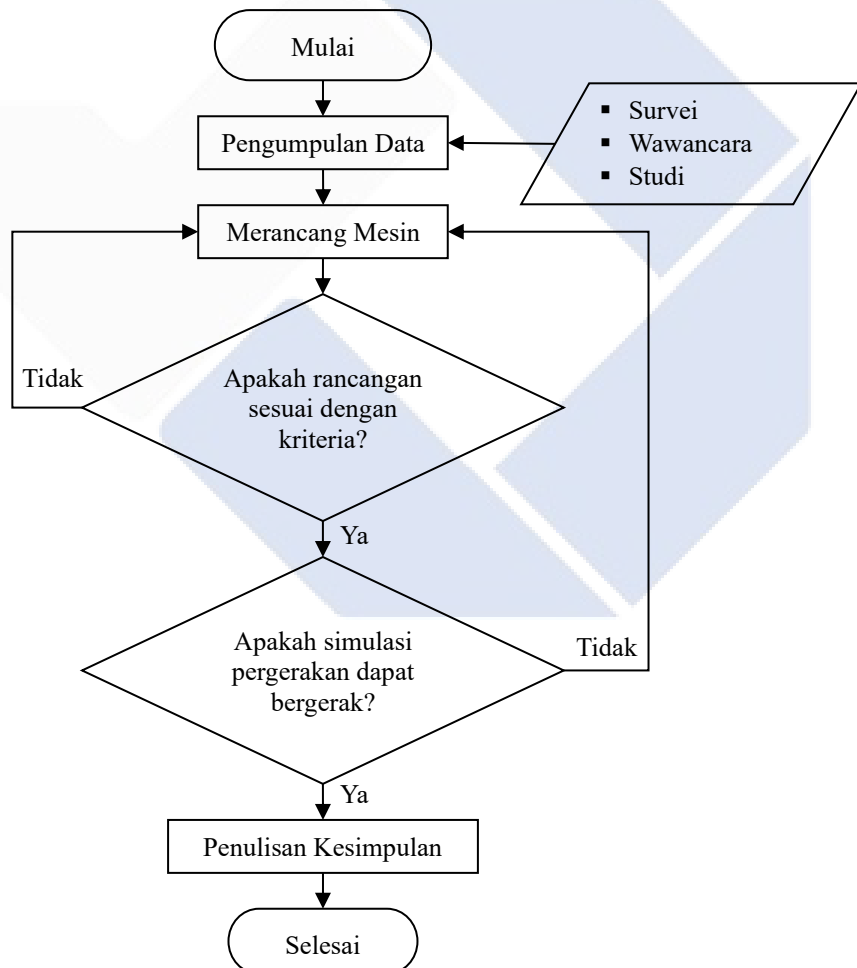 Mulai
Pengumpulan Data
▪ Survei
▪ Wawancara
▪ Studi
Merancang Mesin
Tidak
Apakah rancangan
sesuai dengan
kriteria?
Ya
Apakah simulasi
pergerakan dapat
bergerak?
Tidak
Ya
Penulisan Kesimpulan
Selesai